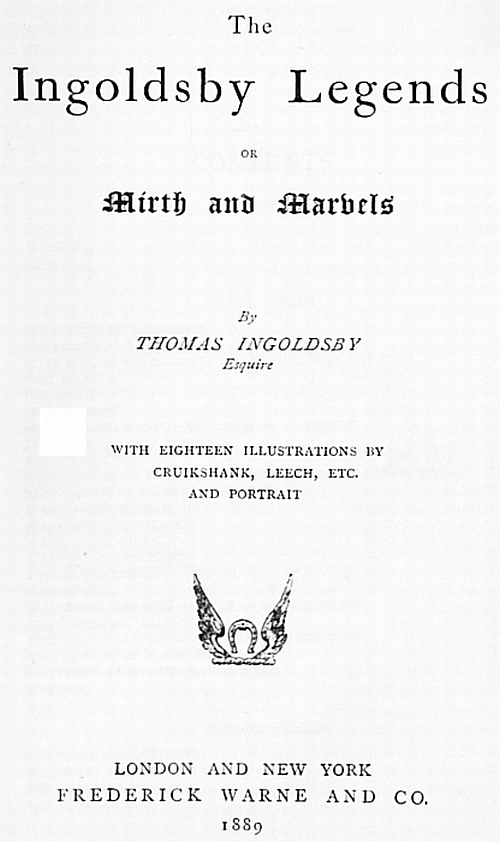 The
Ingoldsby Legends
OR
Mirth and Marvels
By
THOMAS INGOLDSBY
Esquire
WITH EIGHTEEN ILLUSTRATIONS BY
CRUIKSHANK, LEECH, ETC.
AND PORTRAIT
LONDON AND NEW YORK
FREDERICK WARNE AND CO.
1889